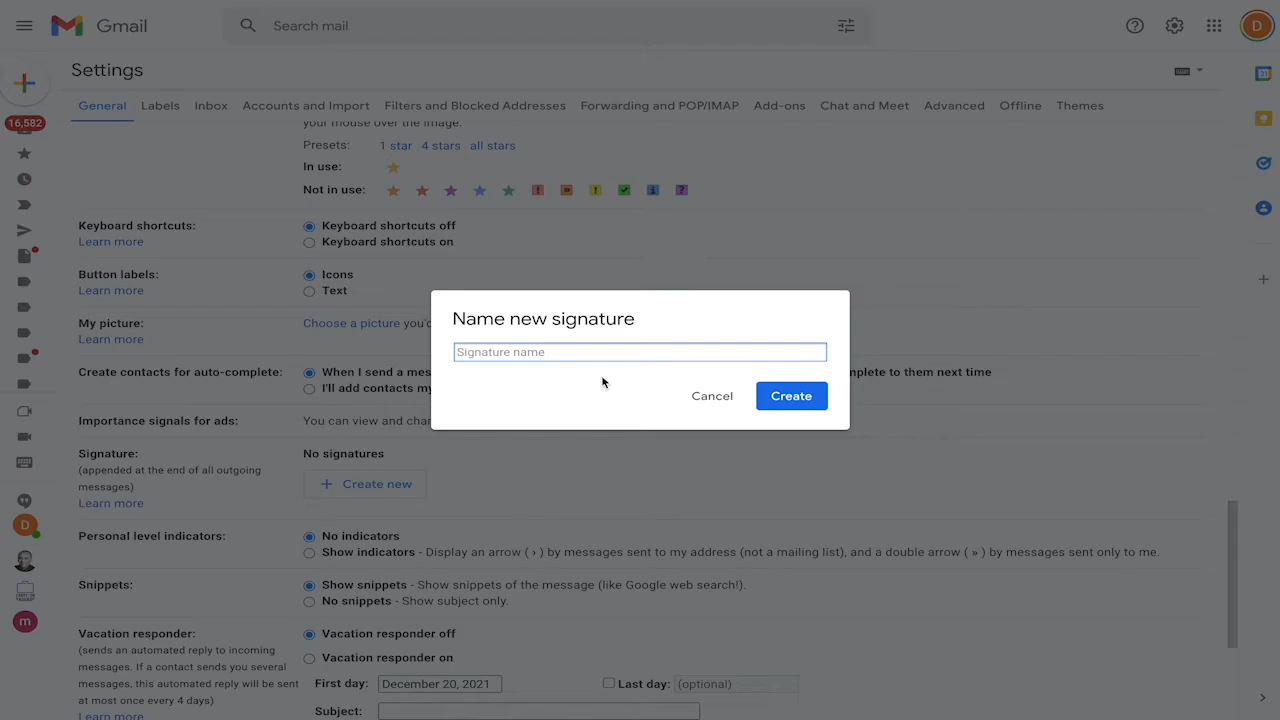 Gmail
Search mail
D
Settings
General Labels Inbox Accounts and Import Filters and Blocked Addresses Forwarding and POP/IMAP Add-ons Chat and Meet Advanced Offline Themes
16,582
your mouse over the image.
Presets: 1 star 4 stars all stars
In use:
Not in use:
Keyboard shortcuts: Keyboard shortcuts off
Learn more Keyboard shortcuts on
Button labels: Icons
Learn more Text
Name new signature
My picture: Choose a picture you'd
Learn more
Signature name
Create contacts for auto-complete: When I send a mess mplete to them next time
I'll add contacts my
Cancel Create
Importance signals for ads: You can view and chan
Signature: No signatures
(appended at the end of all outgoing
messages)
Create new
Learn more
D
Personal level indicators: No indicators
Show indicators - Display an arrow ( › ) by messages sent to my address (not a mailing list), and a double arrow ( » ) by messages sent only to me.
Snippets: Show snippets - Show snippets of the message (like Google web search!).
No snippets - Show subject only.
m
Vacation responder: Vacation responder off
(sends an automated reply to incoming
messages. If a contact sends you several
messages, this automated reply will be sent
at most once every 4 days)
Learn more
Vacation responder on
First day: December 20, 2021 Last day: (optional)
Subject: